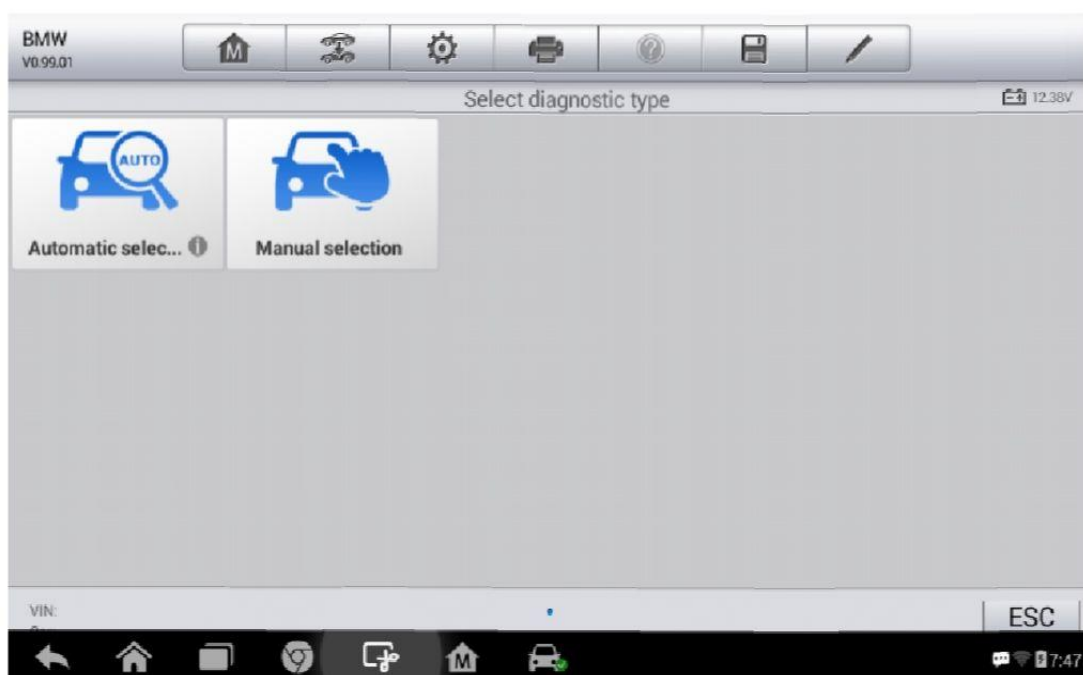 BMW
V0.99.01
M
Select diagnostic type
12.38V
AUTO
Automatic selec...
Manual selection
VIN:
ESC
M
7:47